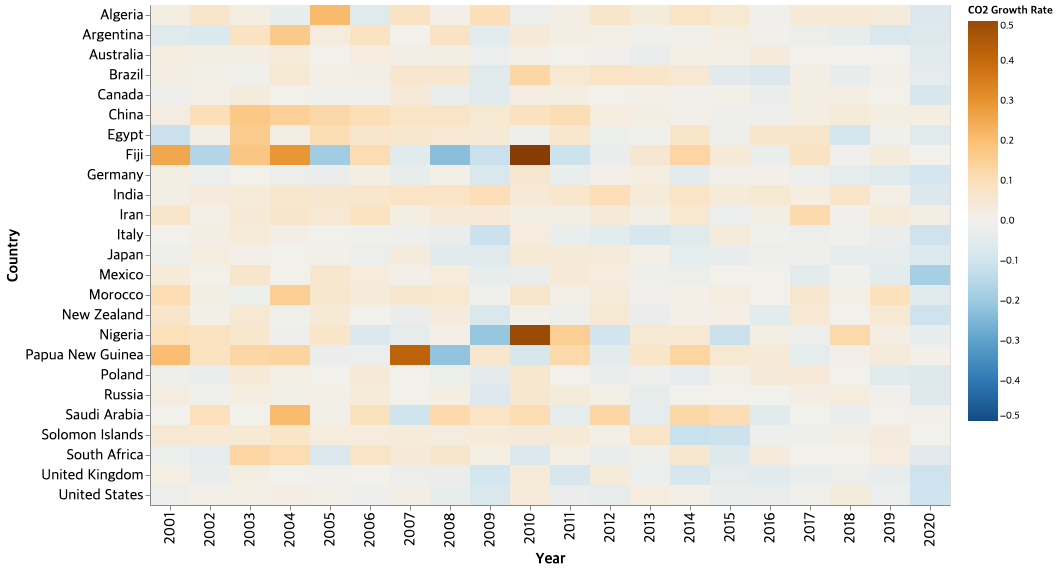 CO2 Growth Rate
0.5
0.4
0.3
0.2
0.1
0.0
−0.1
−0.2
−0.3
−0.4
−0.5
Country
Algeria
Argentina
Australia
Brazil
Canada
China
Egypt
Fiji
Germany
India
Iran
Italy
Japan
Mexico
Morocco
New Zealand
Nigeria
Papua New Guinea
Poland
Russia
Saudi Arabia
Solomon Islands
South Africa
United Kingdom
United States
2001
2002
2003
2004
2005
2006
2007
2008
2009
2010
2011
2012
2013
2014
2015
2016
2017
2018
2019
2020
Year